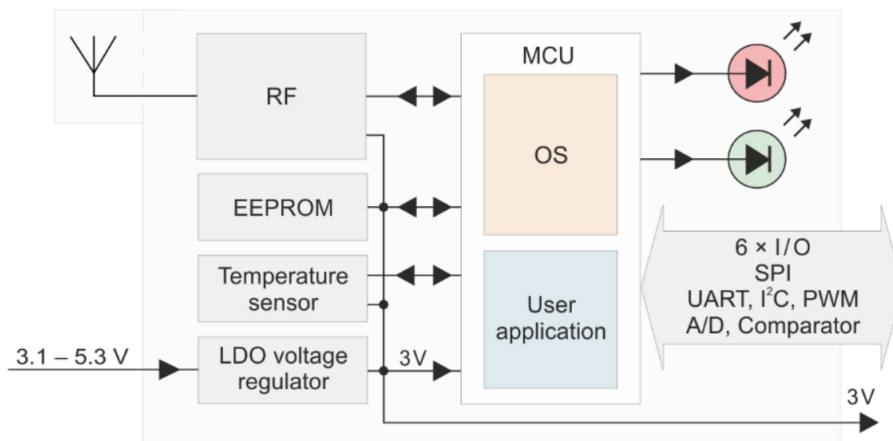 RF
MCU
OS
EEPROM
Temperature
sensor
User
application
6 × I/O
SPI
UART, I²C, PWM
A/D, Comparator
3.1 – 5.3 V
LDO voltage
regulator
3V
3V